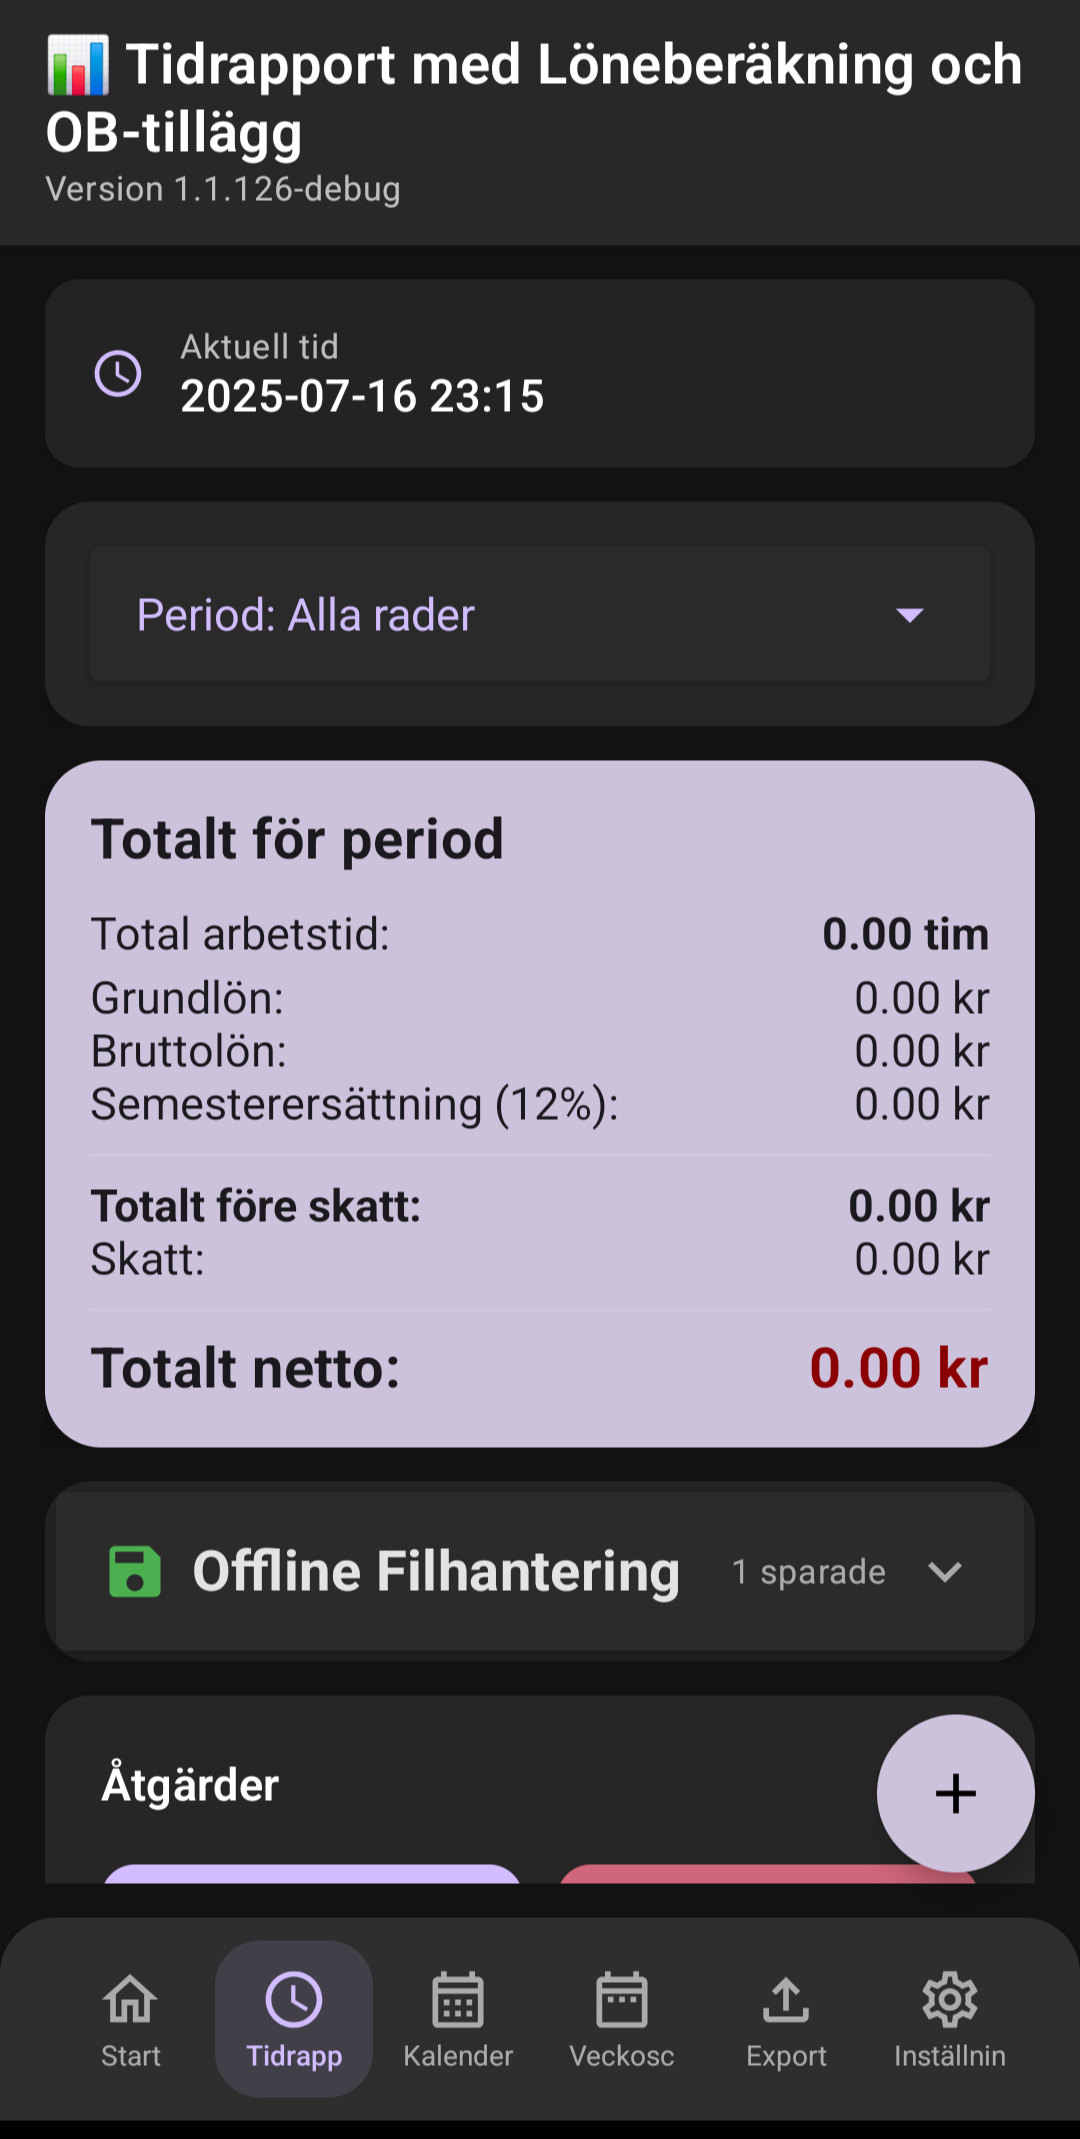 Tidrapport med Löneberäkning och
OB-tillägg
Version 1.1.126-debug
Aktuell tid
2025-07-16 23:15
Period: Alla rader
Totalt för period
Total arbetstid: 0.00 tim
Grundlön: 0.00 kr
Bruttolön: 0.00 kr
Semesterersättning (12%): 0.00 kr
Totalt före skatt: 0.00 kr
Skatt: 0.00 kr
Totalt netto: 0.00 kr
Offline Filhantering 1 sparade
Åtgärder
Start Tidrapp Kalender Veckosc Export Inställnin